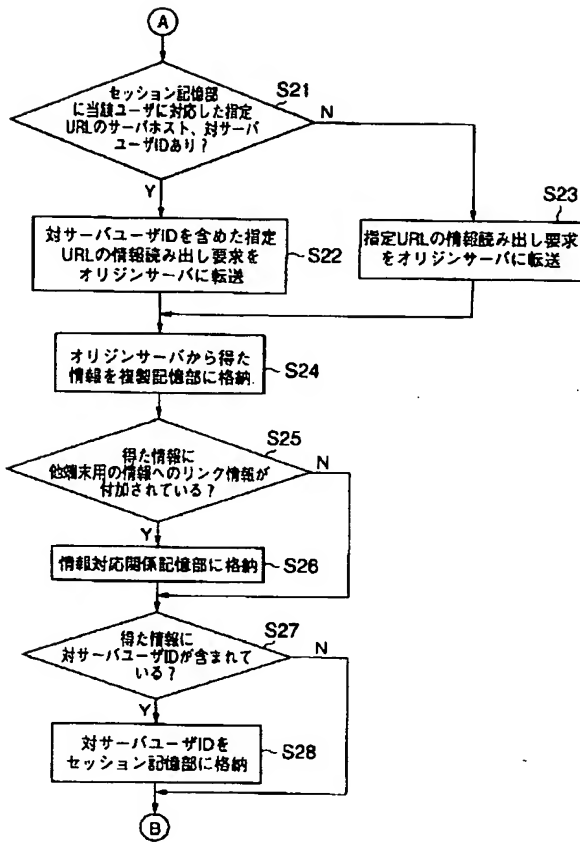 A
セッション記憶部
に当該ユーザに対応した指定
URLのサーバホスト、対サーバ
ユーザIDあり?
S21
N
Y
対サーバユーザIDを含めた指定
URLの情報読み出し要求を
オリジンサーバに転送
S22
S23
指定URLの情報読み出し要求
をオリジンサーバに転送
オリジンサーバから得た
情報を複製記憶部に格納
S24
S25
得た情報に
他端末用の情報へのリンク情報が
付加されている?
N
Y
情報対応関係記憶部に格納
S26
S27
得た情報に
対サーバユーザIDが含まれて
いる?
N
Y
対サーバユーザIDを
セッション記憶部に格納
S28
B